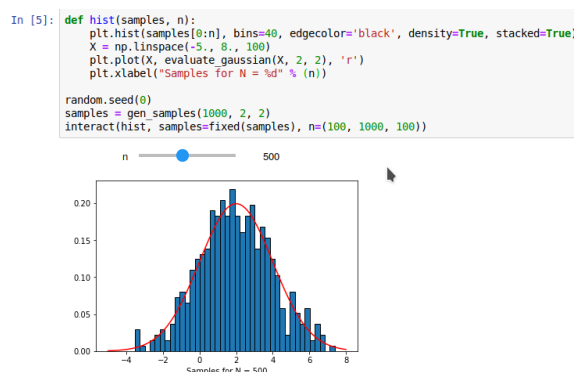 In [5]: def hist(samples, n):
plt.hist(samples[0:n], bins=40, edgecolor='black', density=True, stacked=True)
X = np.linspace(-5., 8., 100)
plt.plot(X, evaluate_gaussian(X, 2, 2), 'r')
plt.xlabel("Samples for N = %d" % (n))
random.seed(0)
samples = gen_samples(1000, 2, 2)
interact(hist, samples=fixed(samples), n=(100, 1000, 100))
n 500
0.20
0.15
0.10
0.05
0.00
−4 −2 0 2 4 6 8
Samples for N = 500